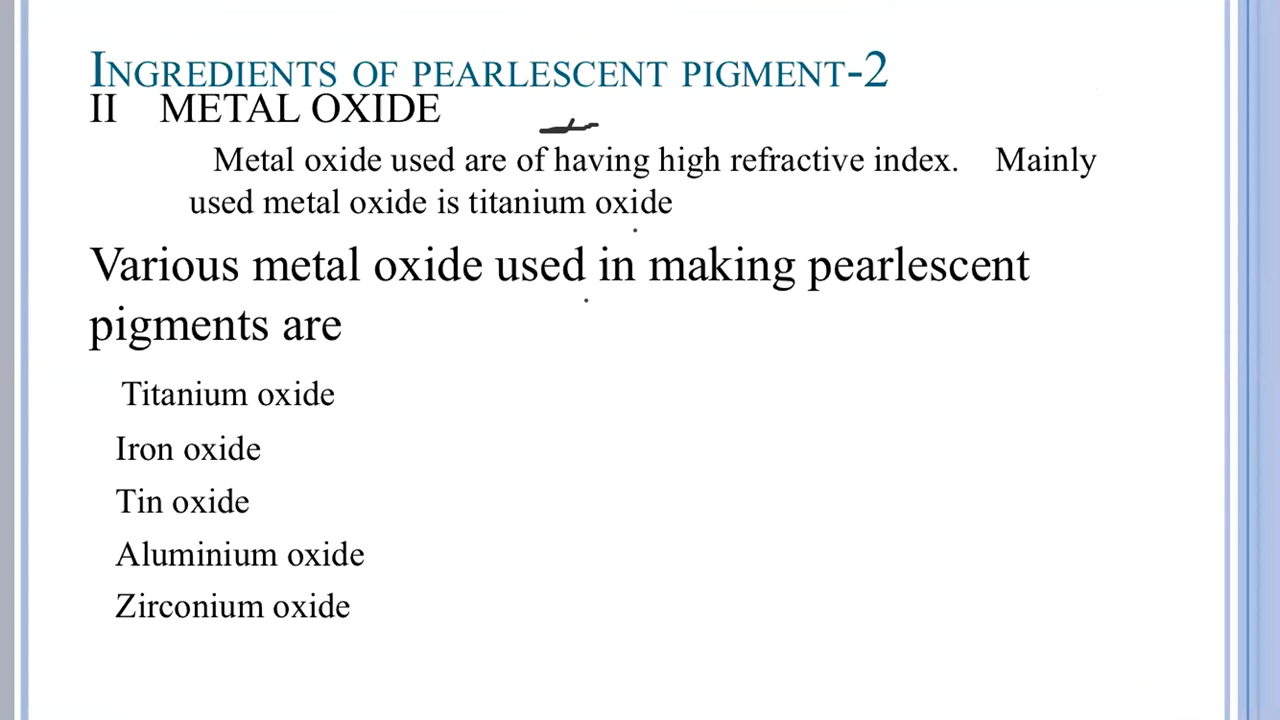 INGREDIENTS OF PEARLESCENT PIGMENT-2
II METAL OXIDE
Metal oxide used are of having high refractive index. Mainly
used metal oxide is titanium oxide
Various metal oxide used in making pearlescent
pigments are
Titanium oxide
Iron oxide
Tin oxide
Aluminium oxide
Zirconium oxide